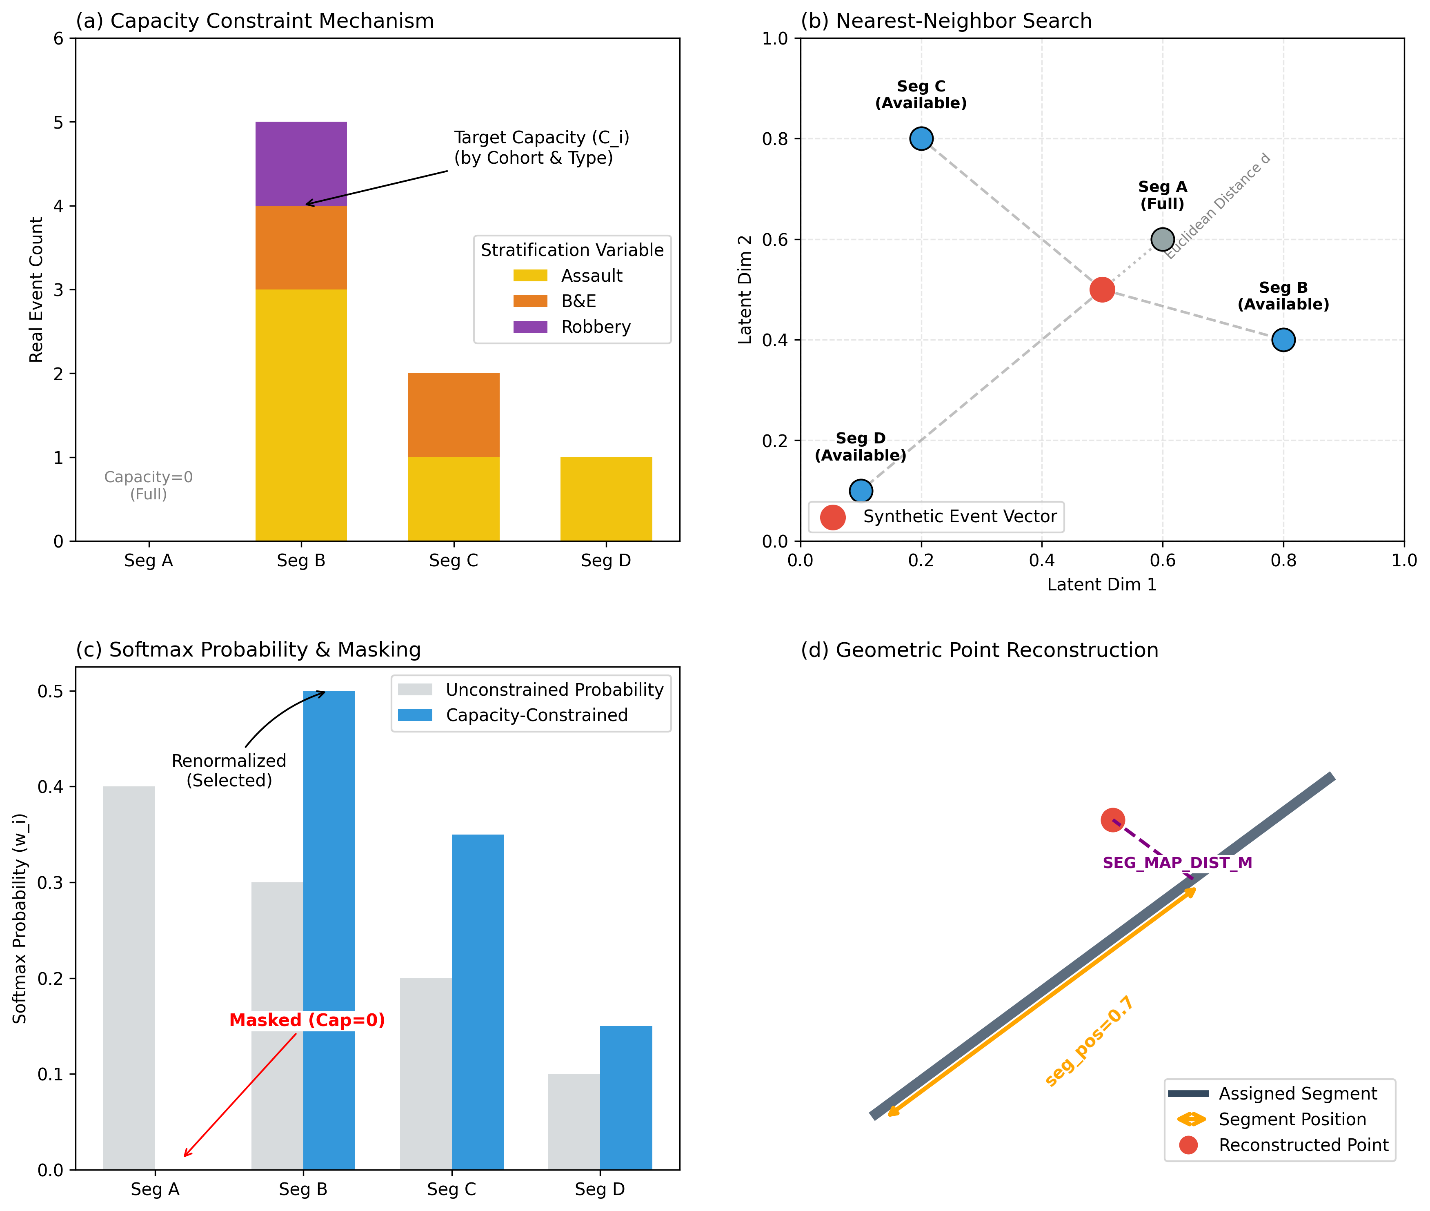 (a) Capacity Constraint Mechanism
6
5
4
3
2
1
0
Real Event Count
Target Capacity (C_i)
(by Cohort & Type)
Stratification Variable
Assault
B&E
Robbery
Capacity=0
(Full)
Seg A
Seg B
Seg C
Seg D
(b) Nearest-Neighbor Search
1.0
0.8
0.6
0.4
0.2
0.0
Latent Dim 2
Seg C
(Available)
Seg A
(Full)
Euclidean Distance d
Seg B
(Available)
Seg D
(Available)
Synthetic Event Vector
0.0
0.2
0.4
0.6
0.8
1.0
Latent Dim 1
(c) Softmax Probability & Masking
0.5
0.4
0.3
0.2
0.1
0.0
Softmax Probability (w_i)
Unconstrained Probability
Capacity-Constrained
Renormalized
(Selected)
Masked (Cap=0)
Seg A
Seg B
Seg C
Seg D
(d) Geometric Point Reconstruction
SEG_MAP_DIST_M
seg_pos=0.7
Assigned Segment
Segment Position
Reconstructed Point